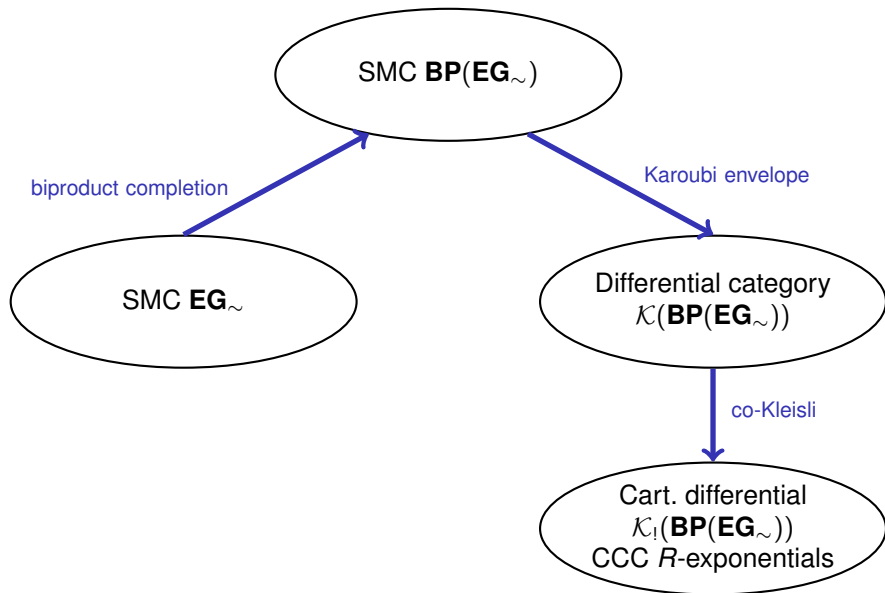 SMC BP(EG∼)
biproduct completion
Karoubi envelope
SMC EG∼
Differential category
𝒦(BP(EG∼))
co-Kleisli
Cart. differential
𝒦!(BP(EG∼))
CCC R-exponentials